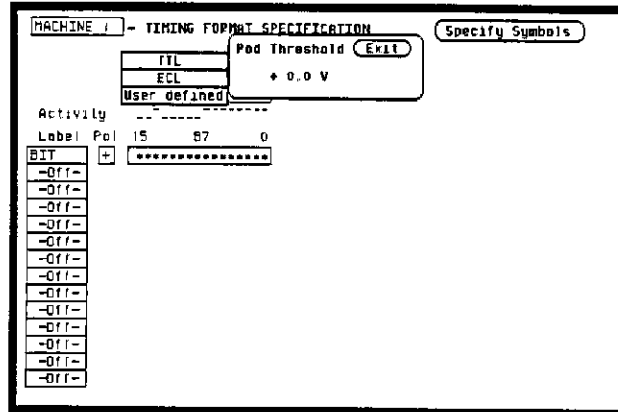 MACHINE 1 - TIMING FORMAT SPECIFICATION
Specify Symbols
Pod Threshold Exit
+ 0.0 V
TTL
ECL
User defined
Activity
Label Pol 15 87 0
BIT + ****************
-Off-
-Off-
-Off-
-Off-
-Off-
-Off-
-Off-
-Off-
-Off-
-Off-
-Off-
-Off-
-Off-